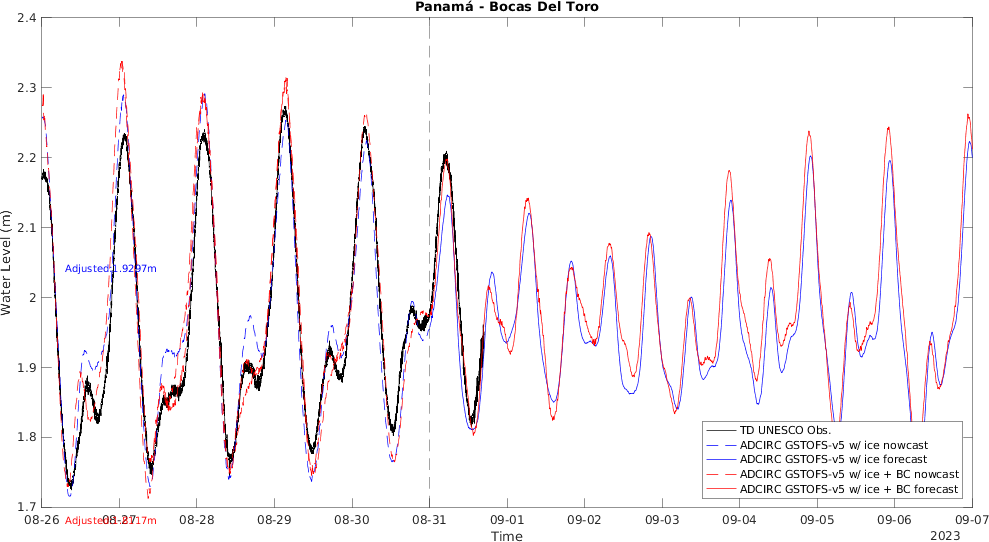 Panamá - Bocas Del Toro
2.4
2.3
2.2
2.1
2
1.9
1.8
1.7
Water Level (m)
Adjusted:1.9297m
TD UNESCO Obs.
ADCIRC GSTOFS-v5 w/ ice nowcast
ADCIRC GSTOFS-v5 w/ ice forecast
ADCIRC GSTOFS-v5 w/ ice + BC nowcast
ADCIRC GSTOFS-v5 w/ ice + BC forecast
08-26 08-27 08-28 08-29 08-30 08-31 09-01 09-02 09-03 09-04 09-05 09-06 09-07
Time
2023